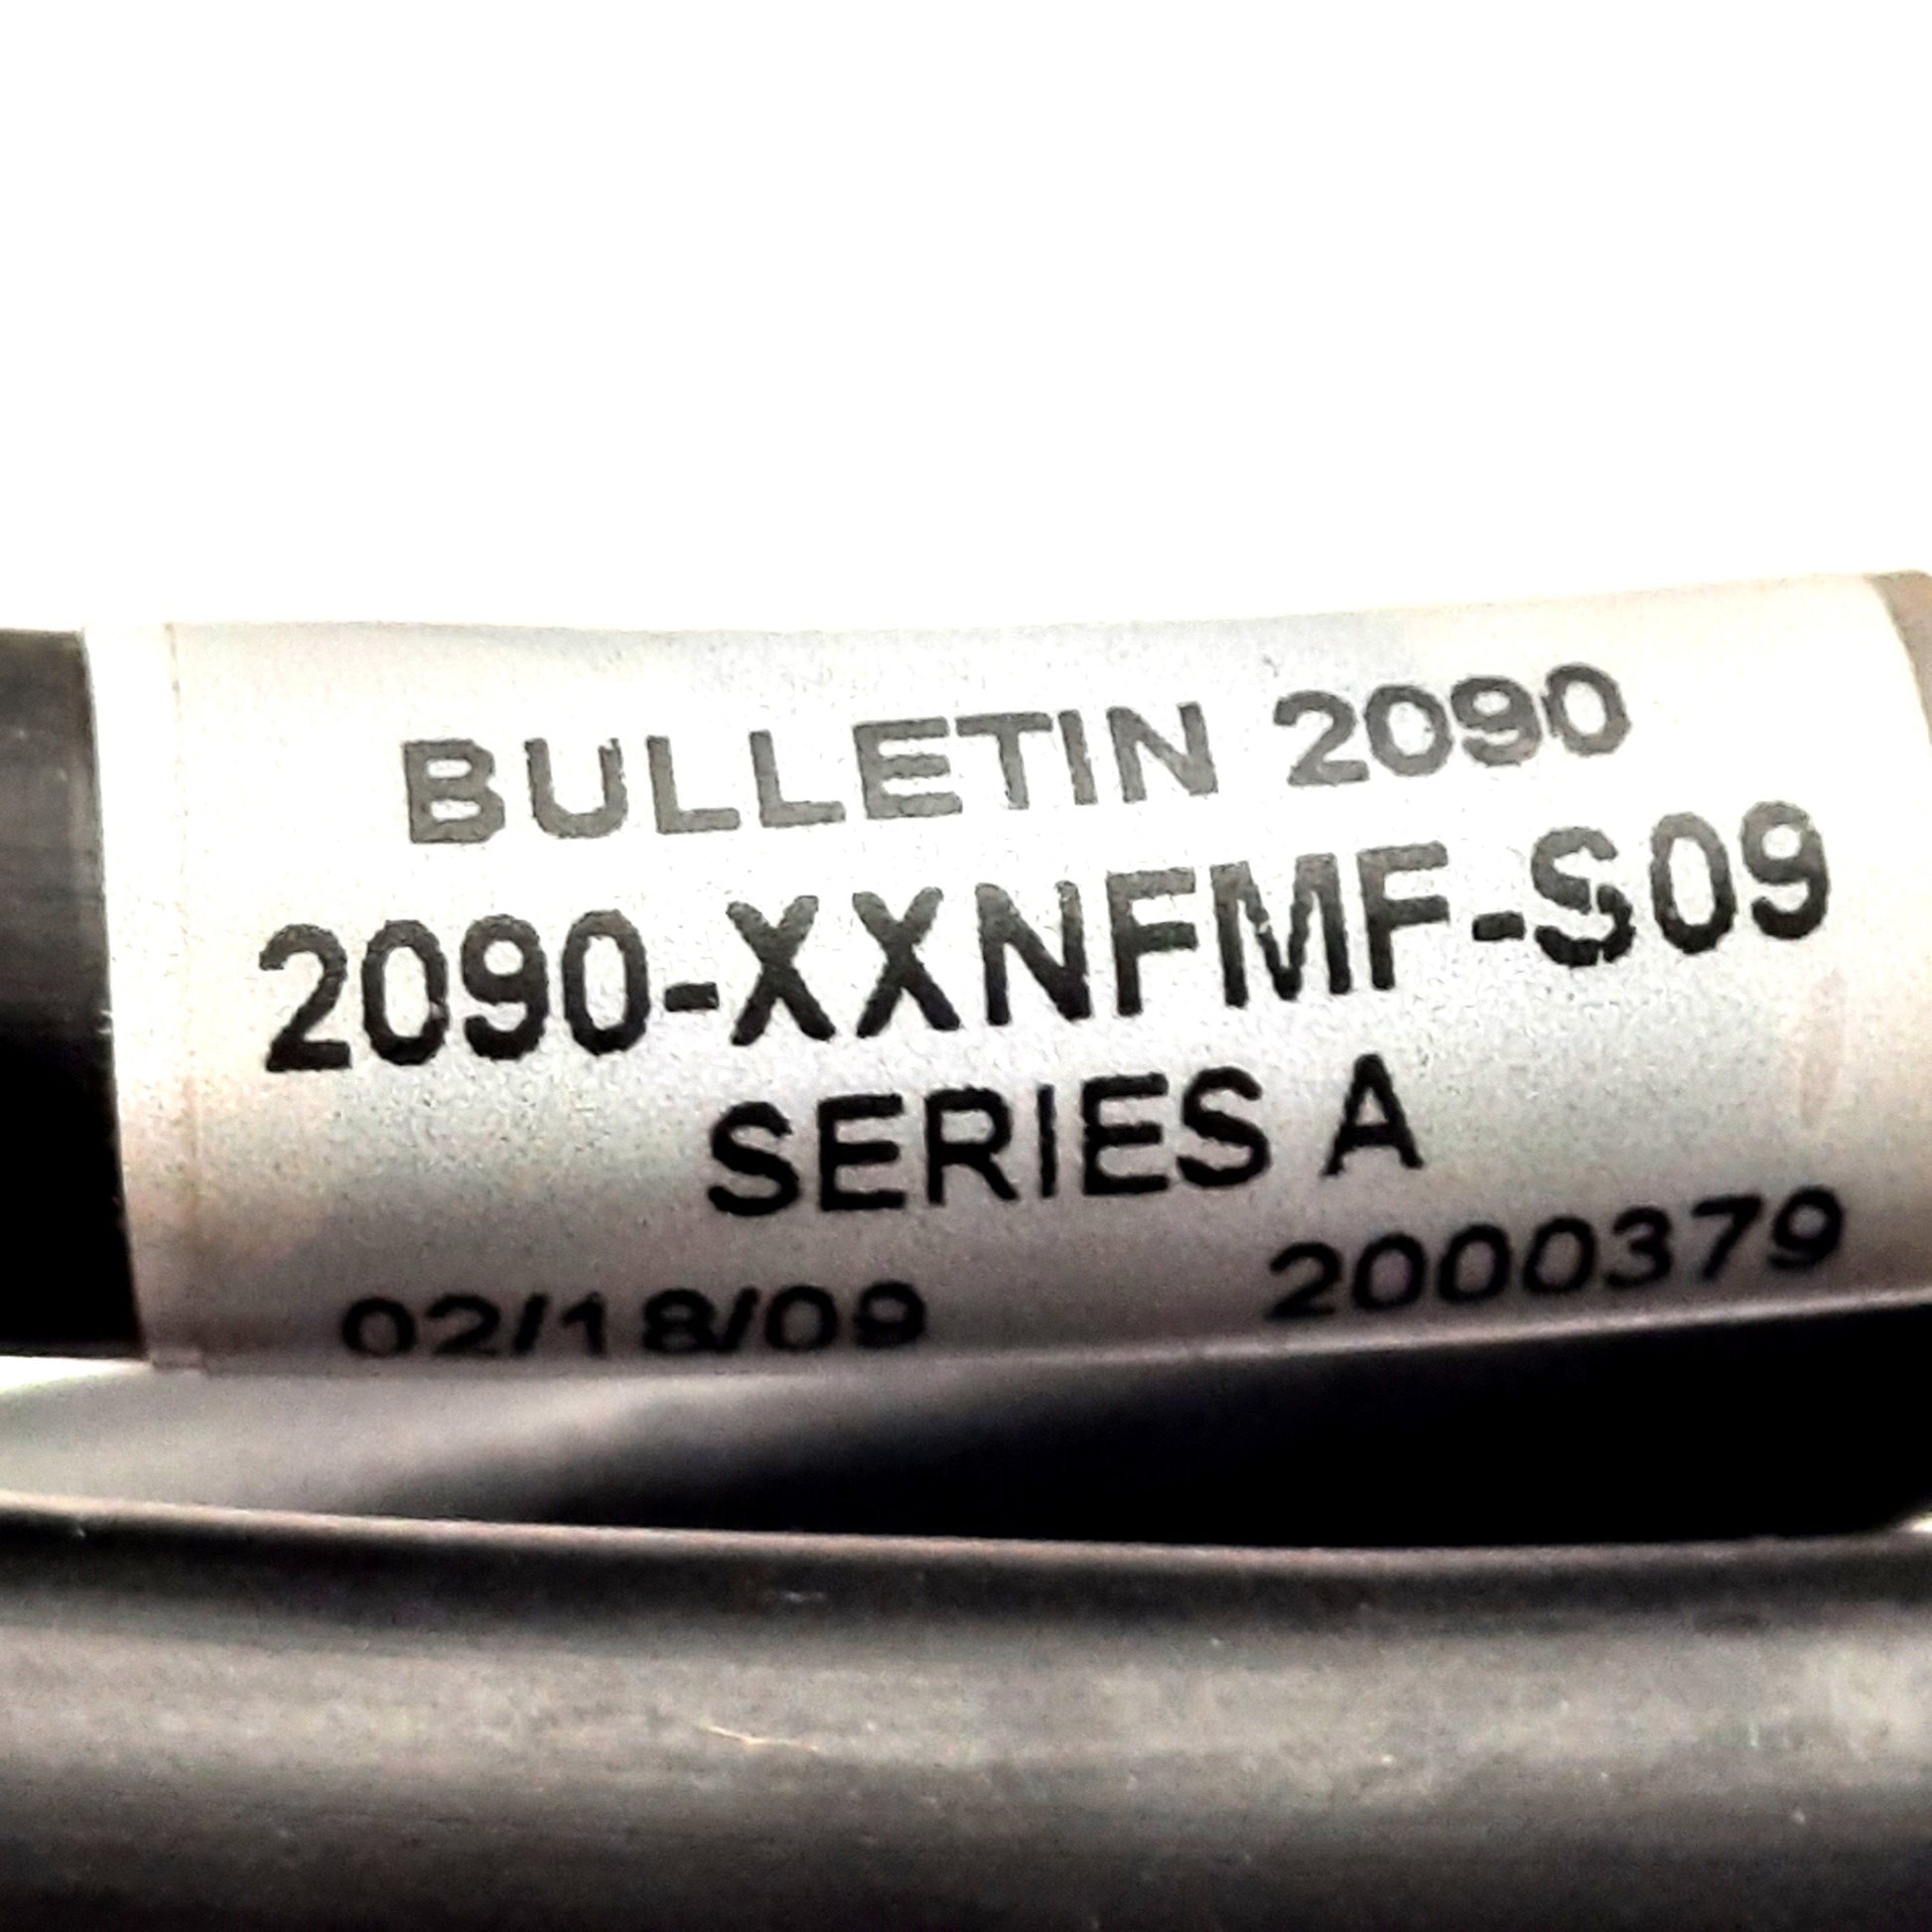 BULLETIN 2090
2090-XXNFMF-S09
SERIES A
02/18/09 2000379